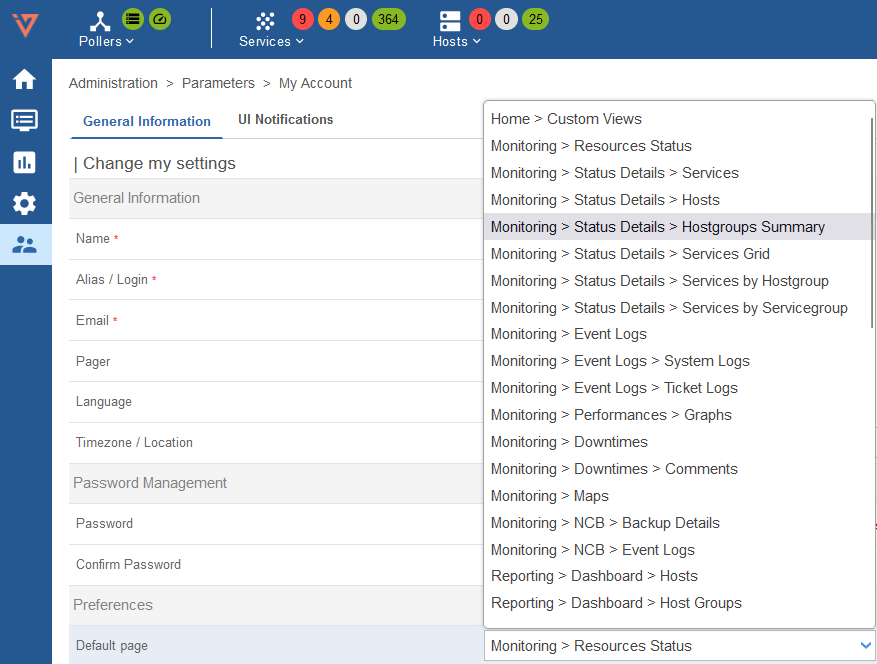 9 4 0 364 0 0 25
Pollers Services Hosts
Administration > Parameters > My Account
General Information UI Notifications
| Change my settings
General Information
Name *
Alias / Login *
Email *
Pager
Language
Timezone / Location
Password Management
Password
Confirm Password
Preferences
Default page
Home > Custom Views
Monitoring > Resources Status
Monitoring > Status Details > Services
Monitoring > Status Details > Hosts
Monitoring > Status Details > Hostgroups Summary
Monitoring > Status Details > Services Grid
Monitoring > Status Details > Services by Hostgroup
Monitoring > Status Details > Services by Servicegroup
Monitoring > Event Logs
Monitoring > Event Logs > System Logs
Monitoring > Event Logs > Ticket Logs
Monitoring > Performances > Graphs
Monitoring > Downtimes
Monitoring > Downtimes > Comments
Monitoring > Maps
Monitoring > NCB > Backup Details
Monitoring > NCB > Event Logs
Reporting > Dashboard > Hosts
Reporting > Dashboard > Host Groups
Monitoring > Resources Status